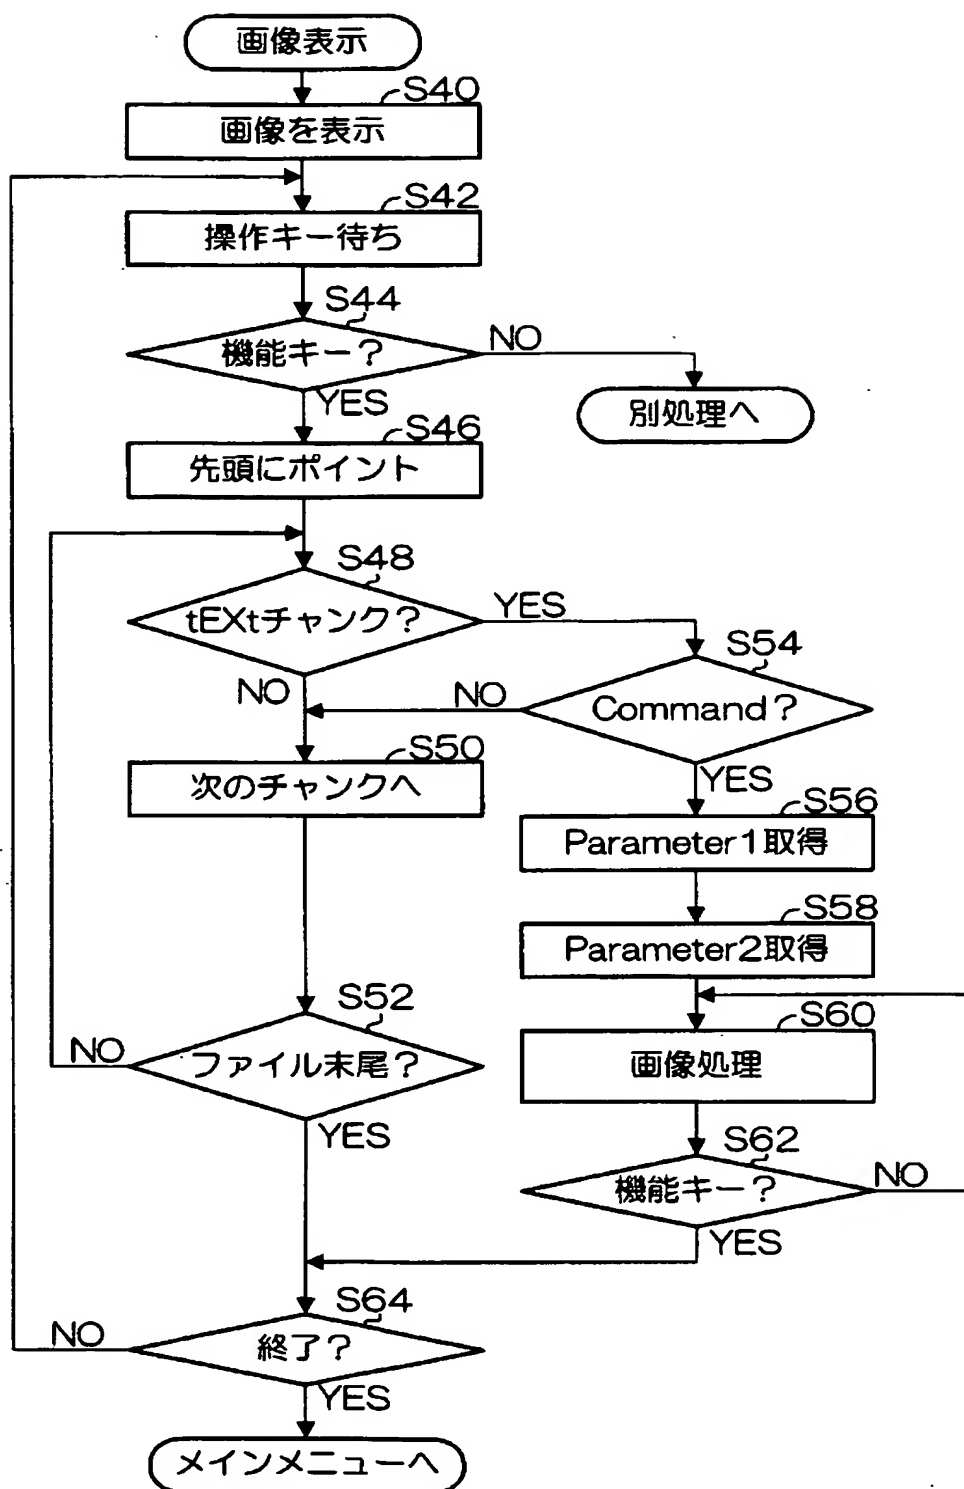 画像表示
S40
画像を表示
S42
操作キー待ち
S44
機能キー?
NO
YES
別処理へ
S46
先頭にポイント
S48
tEXtチャンク?
YES
NO
S54
Command?
NO
YES
S50
次のチャンクへ
S56
Parameter1取得
S58
Parameter2取得
S52
ファイル末尾?
NO
YES
S60
画像処理
S62
機能キー?
NO
YES
S64
終了?
NO
YES
メインメニューへ